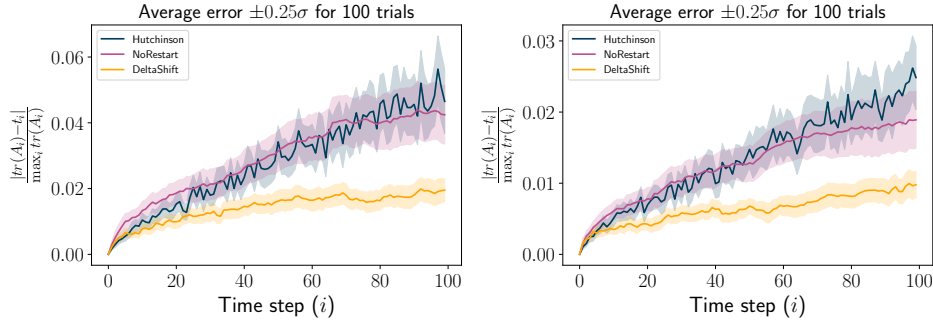 Average error ±0.25σ for 100 trials
Hutchinson
NoRestart
DeltaShift
|tr(A_i)−t_i|
max_i tr(A_i)
0.06
0.04
0.02
0.00
0 20 40 60 80 100
Time step (i)
Average error ±0.25σ for 100 trials
Hutchinson
NoRestart
DeltaShift
|tr(A_i)−t_i|
max_i tr(A_i)
0.03
0.02
0.01
0.00
0 20 40 60 80 100
Time step (i)